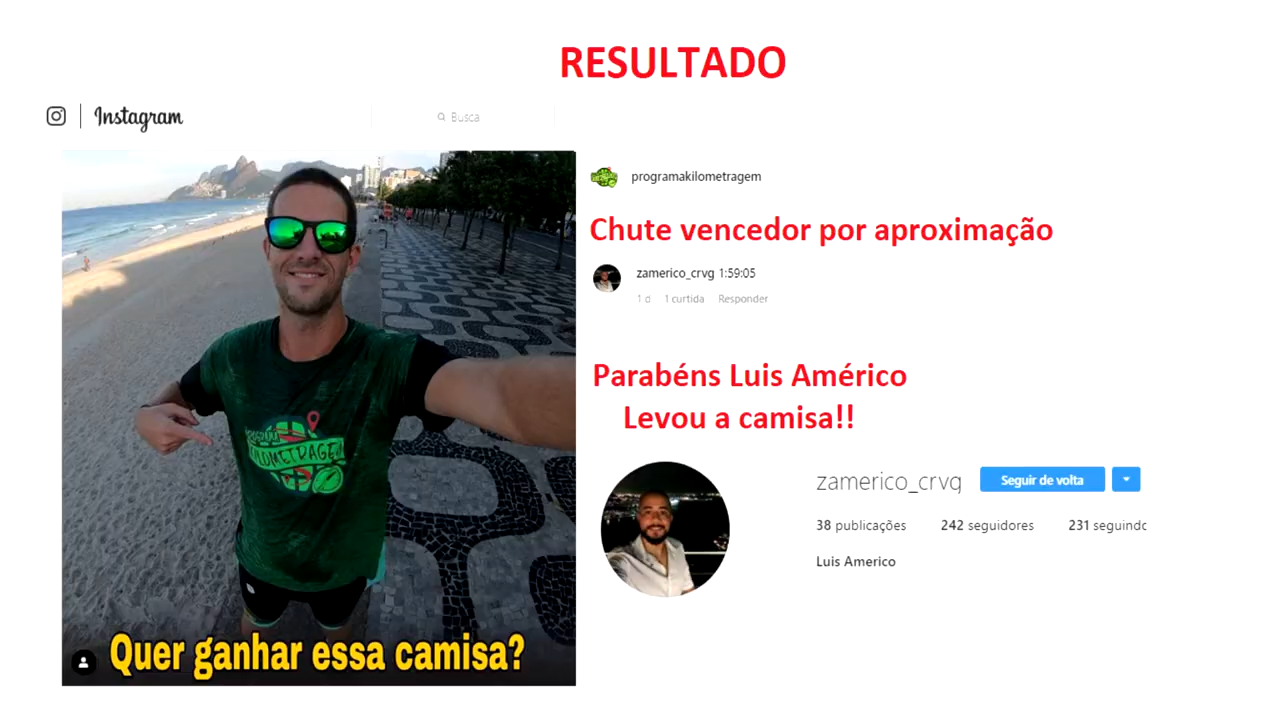 RESULTADO
Instagram
Busca
programakilometragem
Chute vencedor por aproximação
zamerico_crvg 1:59:05
1 d 1 curtida Responder
Parabéns Luis Américo
Levou a camisa!!
zamerico_crvg
Seguir de volta
38 publicações 242 seguidores 231 seguindo
Luis Americo
Quer ganhar essa camisa?